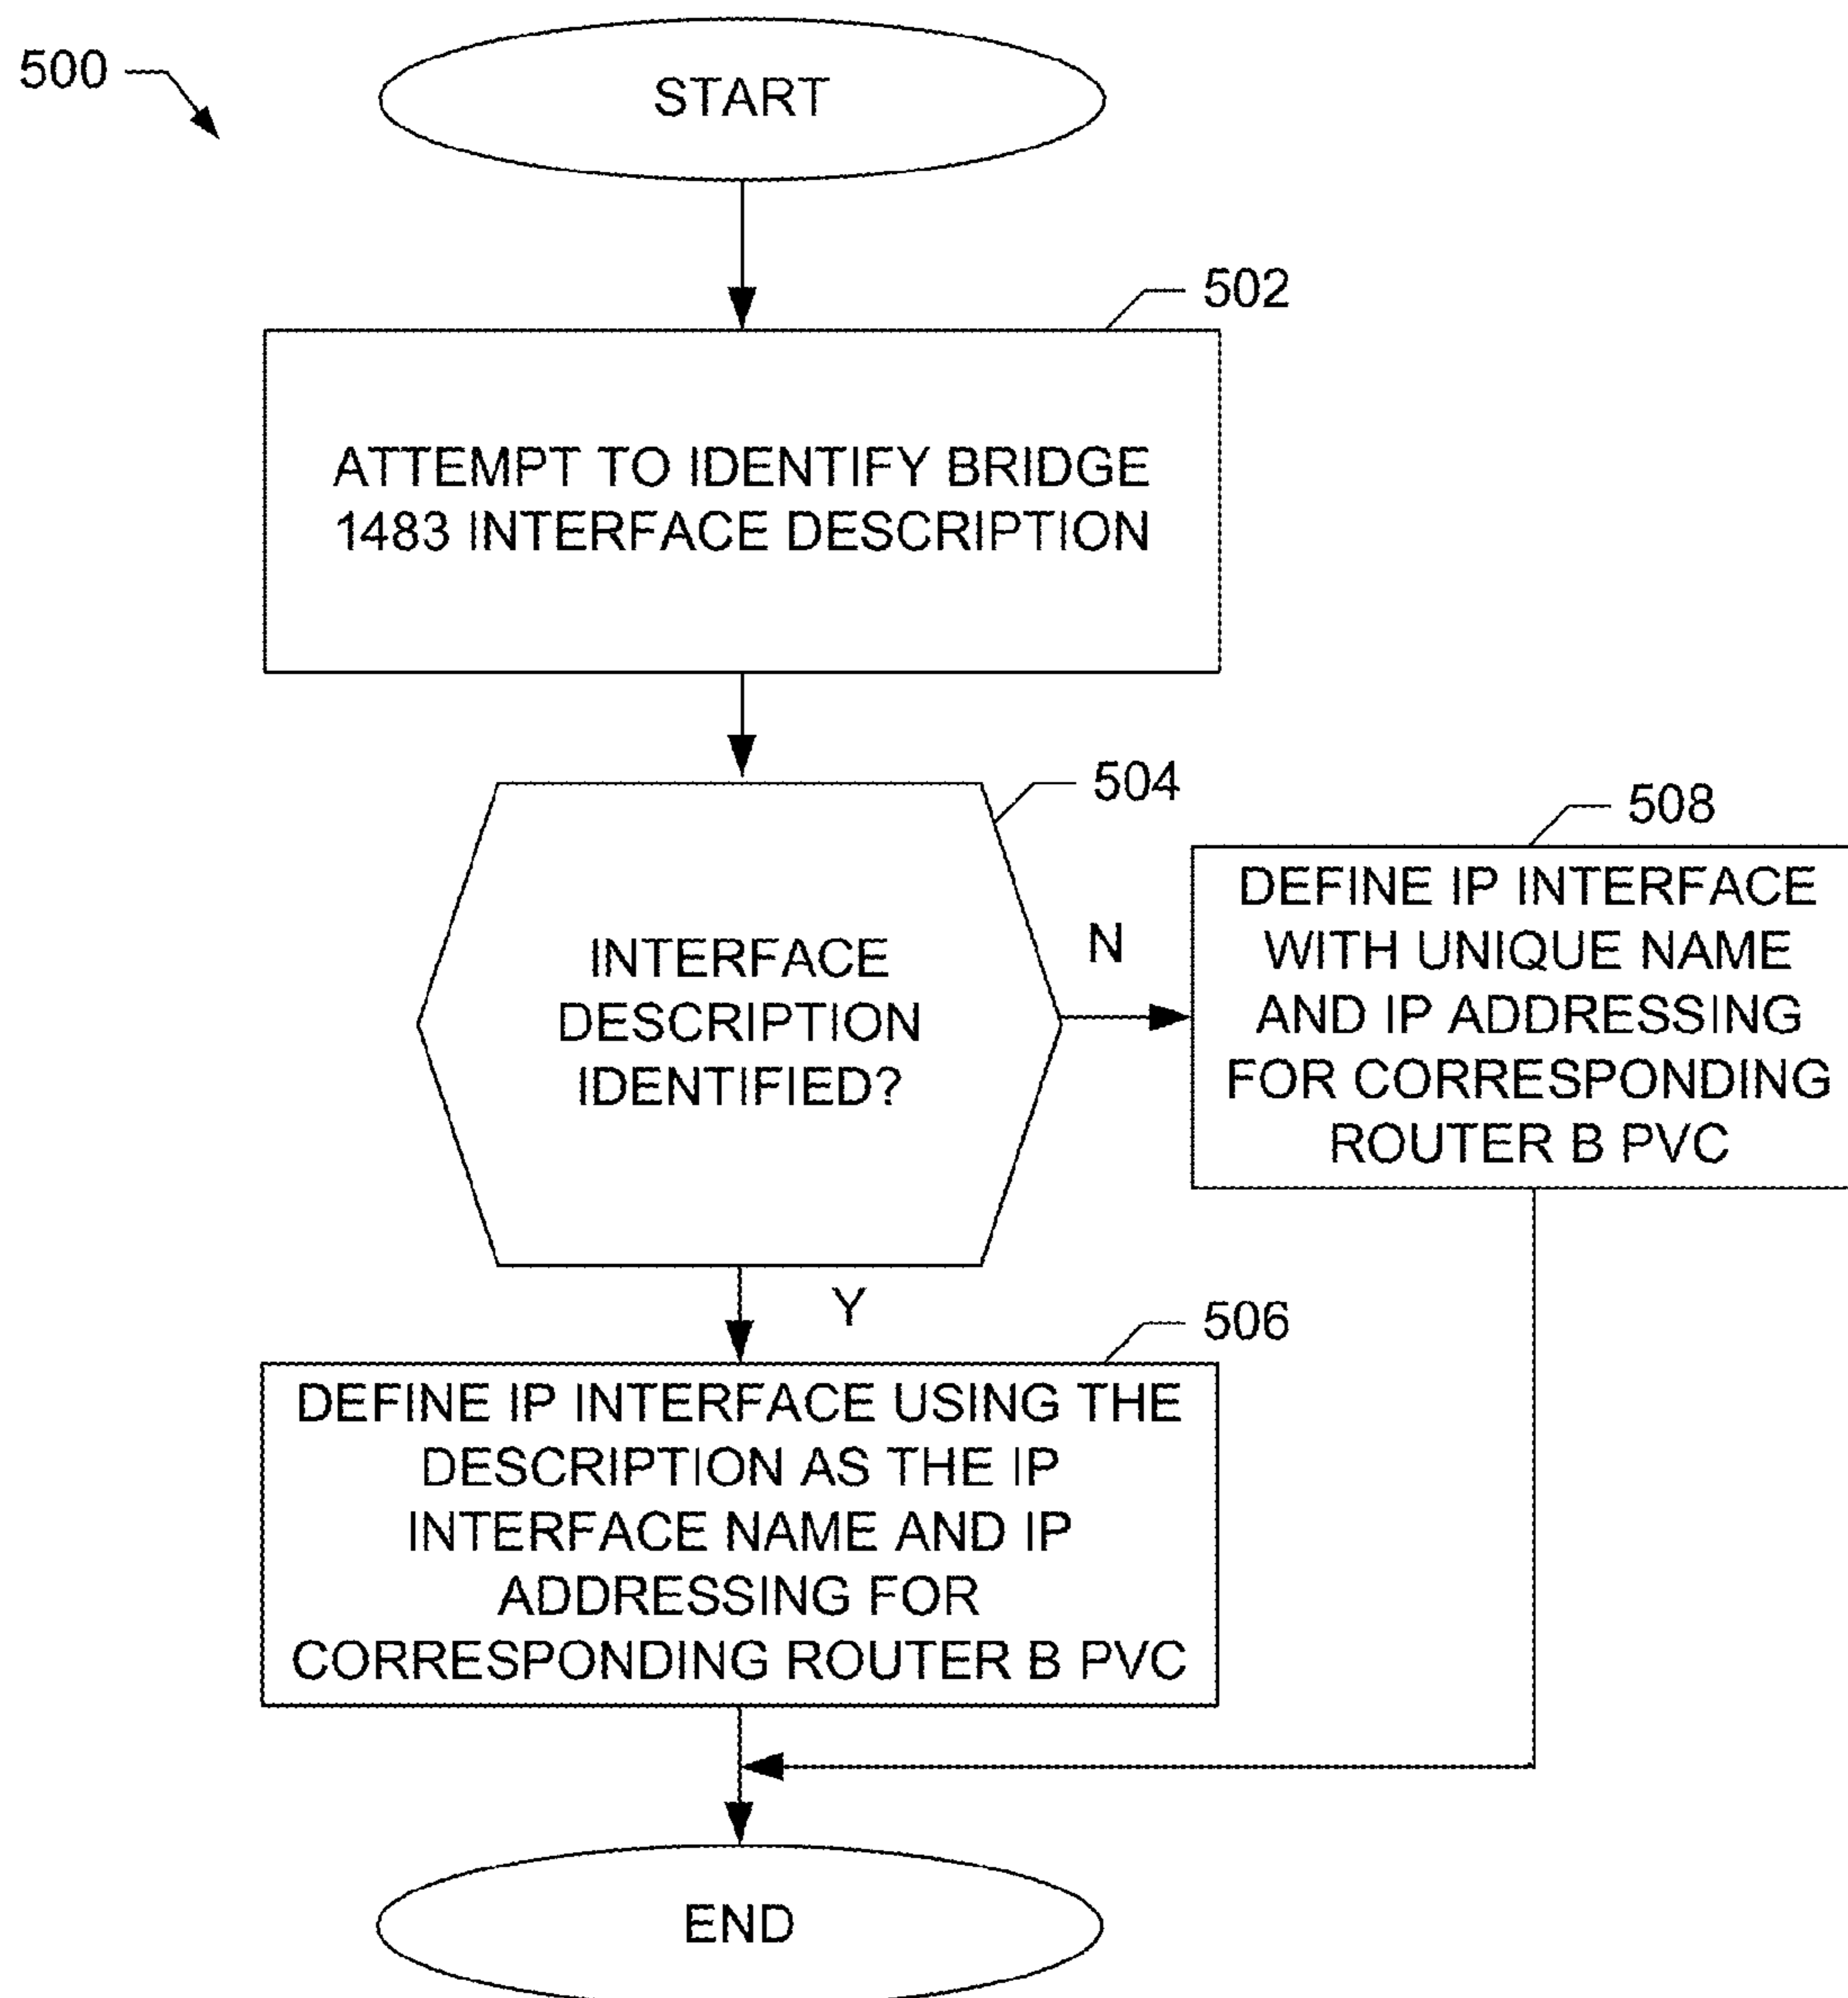 500
START
502
ATTEMPT TO IDENTIFY BRIDGE
1483 INTERFACE DESCRIPTION
504
INTERFACE
DESCRIPTION
IDENTIFIED?
N
508
DEFINE IP INTERFACE
WITH UNIQUE NAME
AND IP ADDRESSING
FOR CORRESPONDING
ROUTER B PVC
Y
506
DEFINE IP INTERFACE USING THE
DESCRIPTION AS THE IP
INTERFACE NAME AND IP
ADDRESSING FOR
CORRESPONDING ROUTER B PVC
END